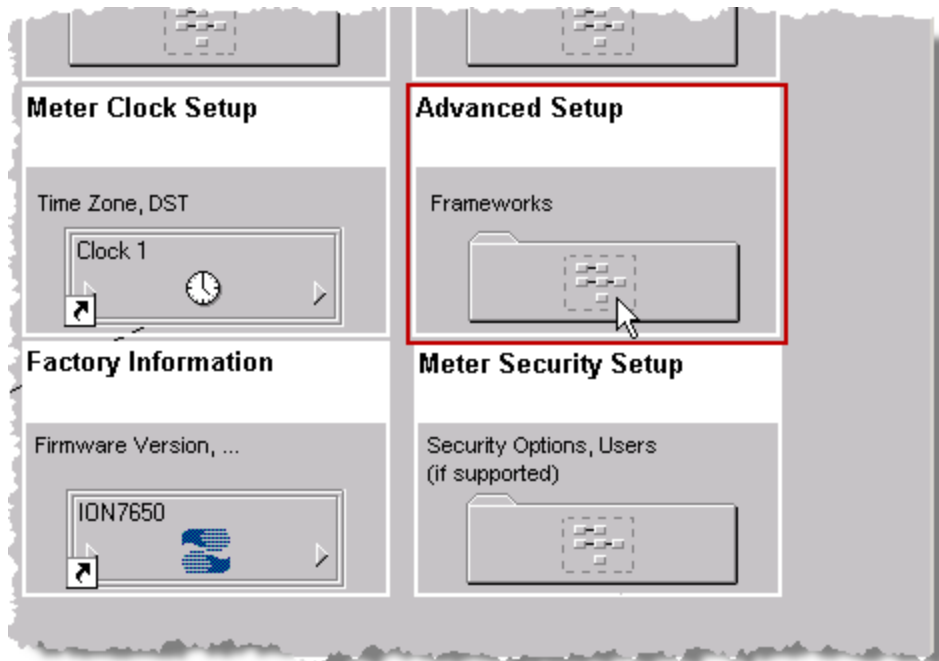 Meter Clock Setup
Time Zone, DST
Clock 1
Advanced Setup
Frameworks
Factory Information
Firmware Version, ...
ION7650
Meter Security Setup
Security Options, Users
(if supported)